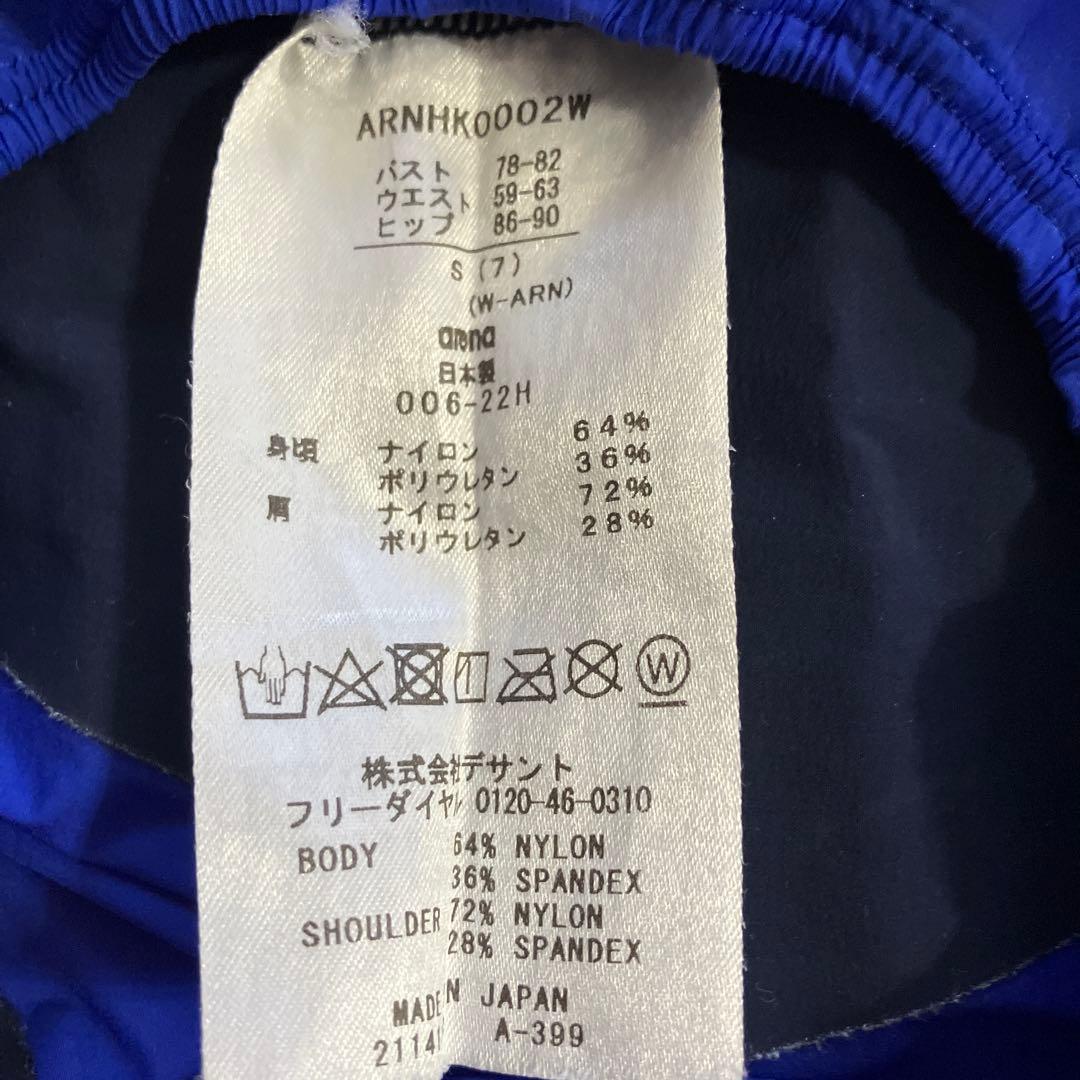 ARNHK0002W
バスト 78-82
ウエスト 59-63
ヒップ 86-90
S (7)
(W-ARN)
arena
日本製
006-22H
身頃 ナイロン 64%
ポリウレタン 36%
肩 ナイロン 72%
ポリウレタン 28%
W
株式会社デサント
フリーダイヤル 0120-46-0310
BODY 64% NYLON
36% SPANDEX
SHOULDER 72% NYLON
28% SPANDEX
MADE N JAPAN
2114 A-399